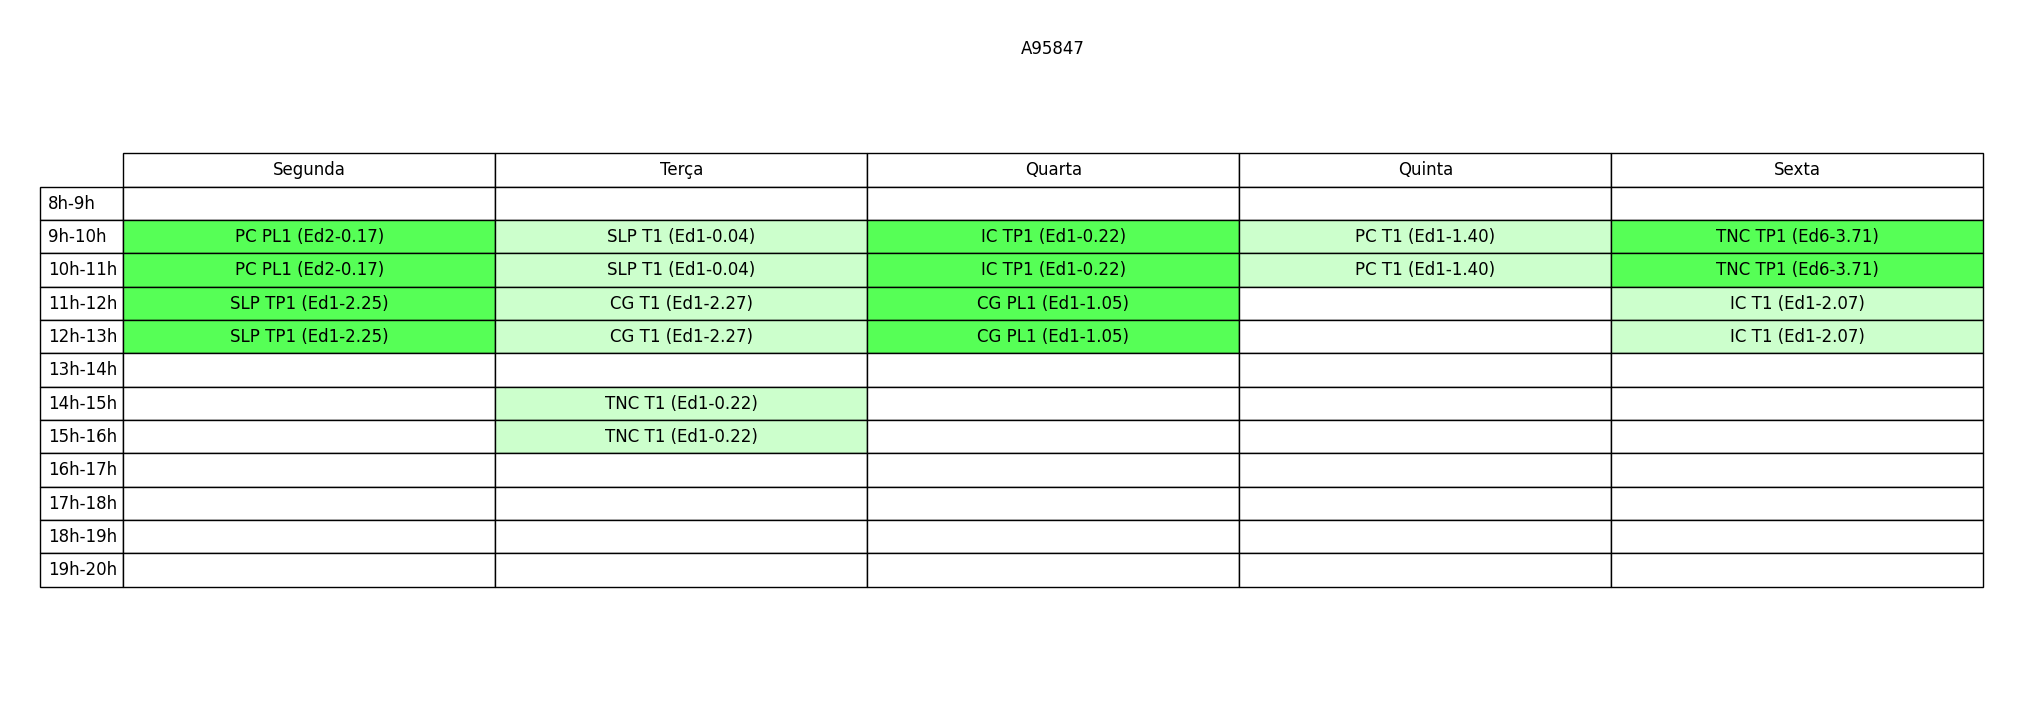 A95847
Segunda Terça Quarta Quinta Sexta
8h-9h
9h-10h PC PL1 (Ed2-0.17) SLP T1 (Ed1-0.04) IC TP1 (Ed1-0.22) PC T1 (Ed1-1.40) TNC TP1 (Ed6-3.71)
10h-11h PC PL1 (Ed2-0.17) SLP T1 (Ed1-0.04) IC TP1 (Ed1-0.22) PC T1 (Ed1-1.40) TNC TP1 (Ed6-3.71)
11h-12h SLP TP1 (Ed1-2.25) CG T1 (Ed1-2.27) CG PL1 (Ed1-1.05) IC T1 (Ed1-2.07)
12h-13h SLP TP1 (Ed1-2.25) CG T1 (Ed1-2.27) CG PL1 (Ed1-1.05) IC T1 (Ed1-2.07)
13h-14h
14h-15h TNC T1 (Ed1-0.22)
15h-16h TNC T1 (Ed1-0.22)
16h-17h
17h-18h
18h-19h
19h-20h